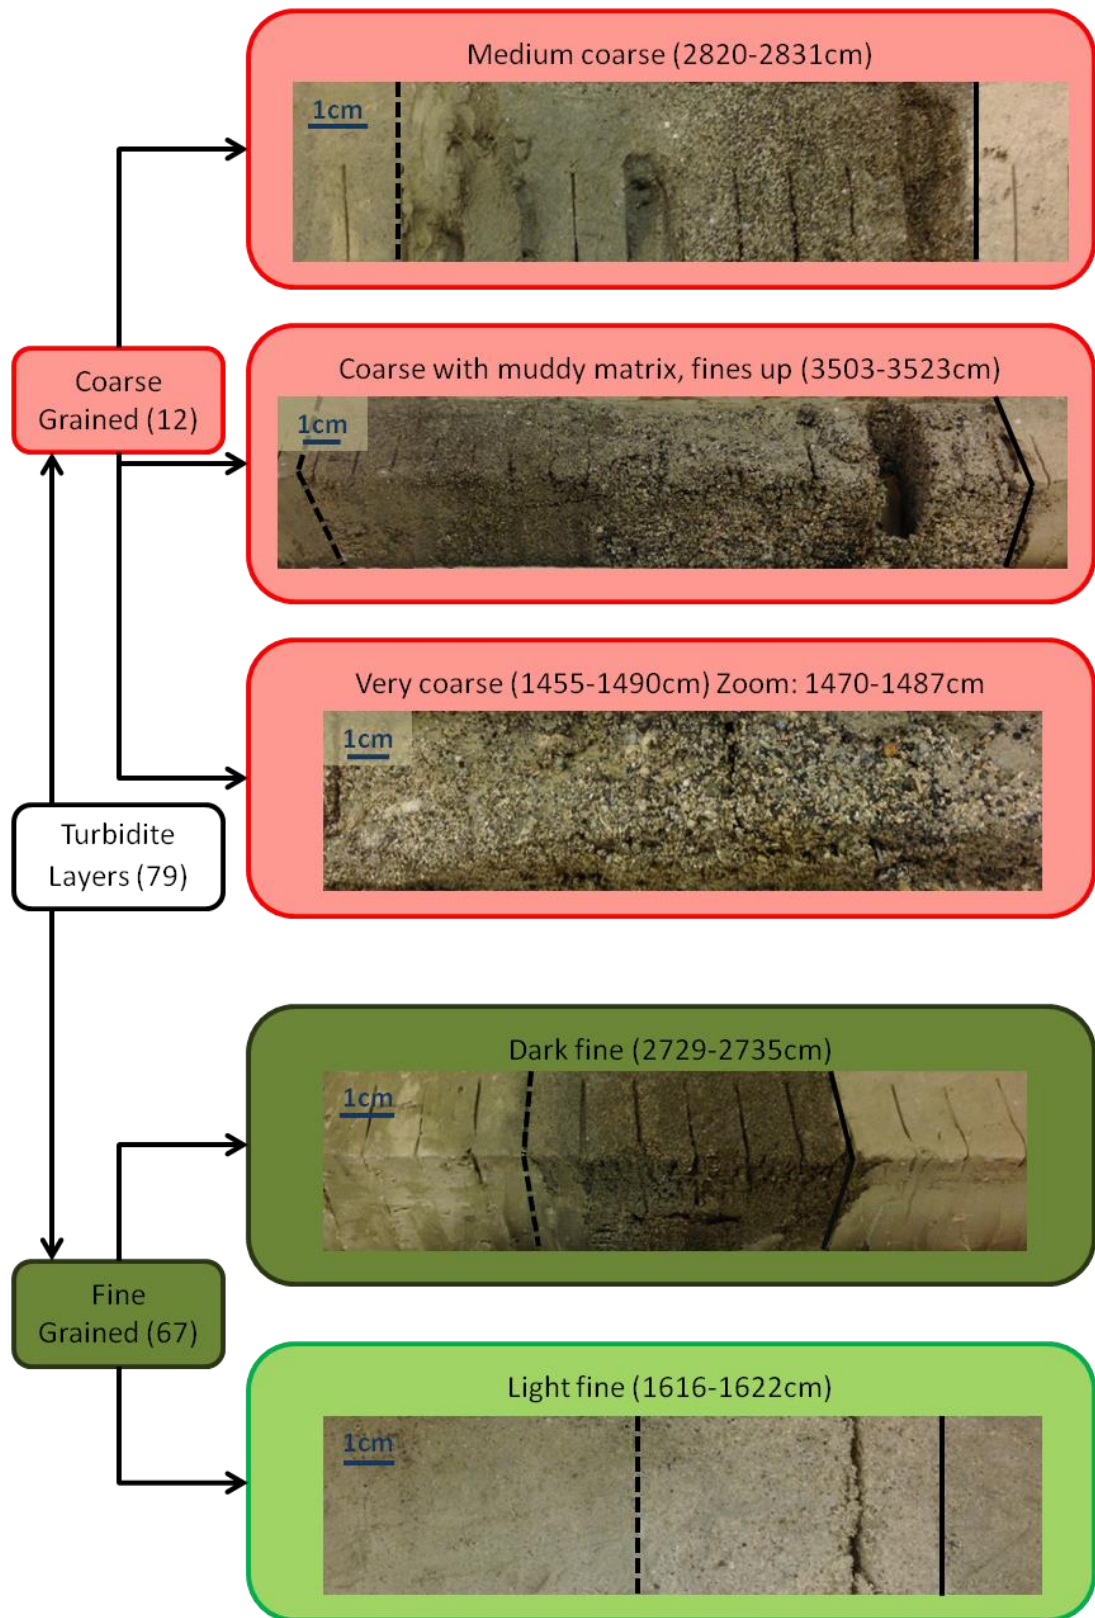 Medium coarse (2820-2831cm)
1cm
Coarse
Grained (12)
Coarse with muddy matrix, fines up (3503-3523cm)
1cm
Very coarse (1455-1490cm) Zoom: 1470-1487cm
1cm
Turbidite
Layers (79)
Dark fine (2729-2735cm)
1cm
Fine
Grained (67)
Light fine (1616-1622cm)
1cm